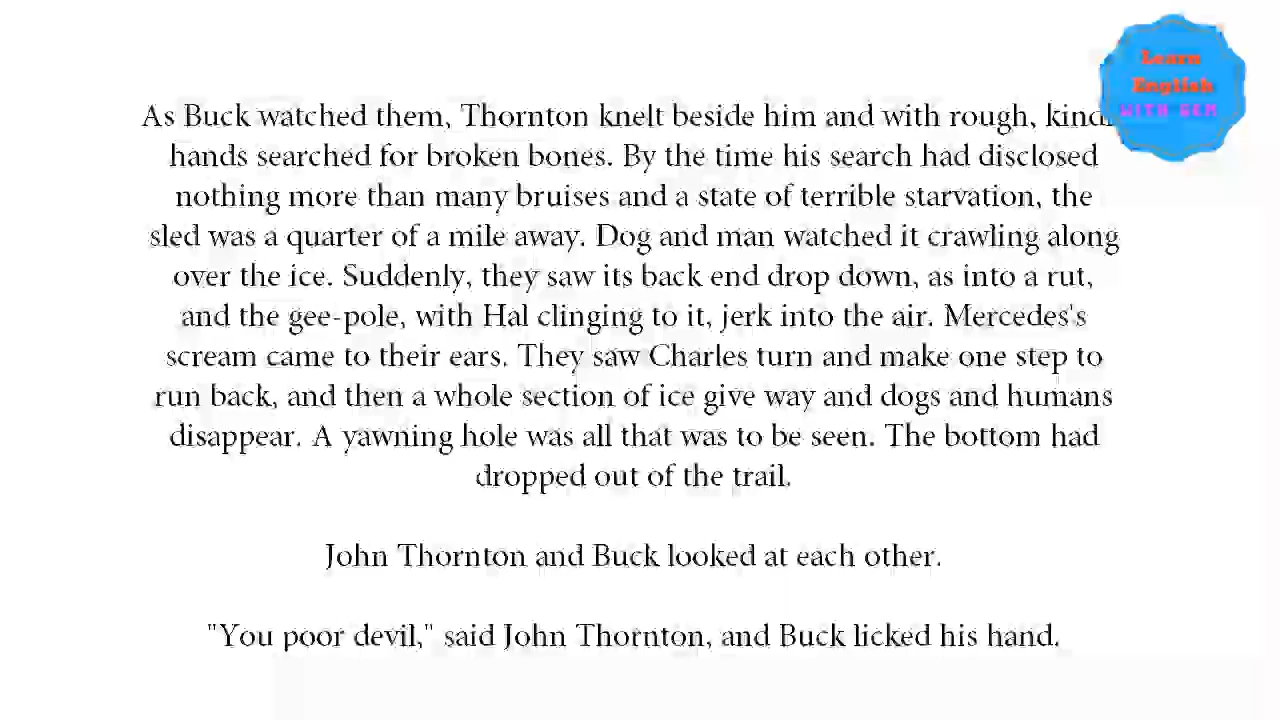 Learn
English
WITH GEM
As Buck watched them, Thornton knelt beside him and with rough,
hands searched for broken bones. By the time his search had disclosed
nothing more than many bruises and a state of terrible starvation, the
sled was a quarter of a mile away. Dog and man watched it crawling along
over the ice. Suddenly, they saw its back end drop down, as into a rut,
and the gee-pole, with Hal clinging to it, jerk into the air. Mercedes's
scream came to their ears. They saw Charles turn and make one step to
run back, and then a whole section of ice give way and dogs and humans
disappear. A yawning hole was all that was to be seen. The bottom had
dropped out of the trail.
John Thornton and Buck looked at each other.
"You poor devil," said John Thornton, and Buck licked his hand.